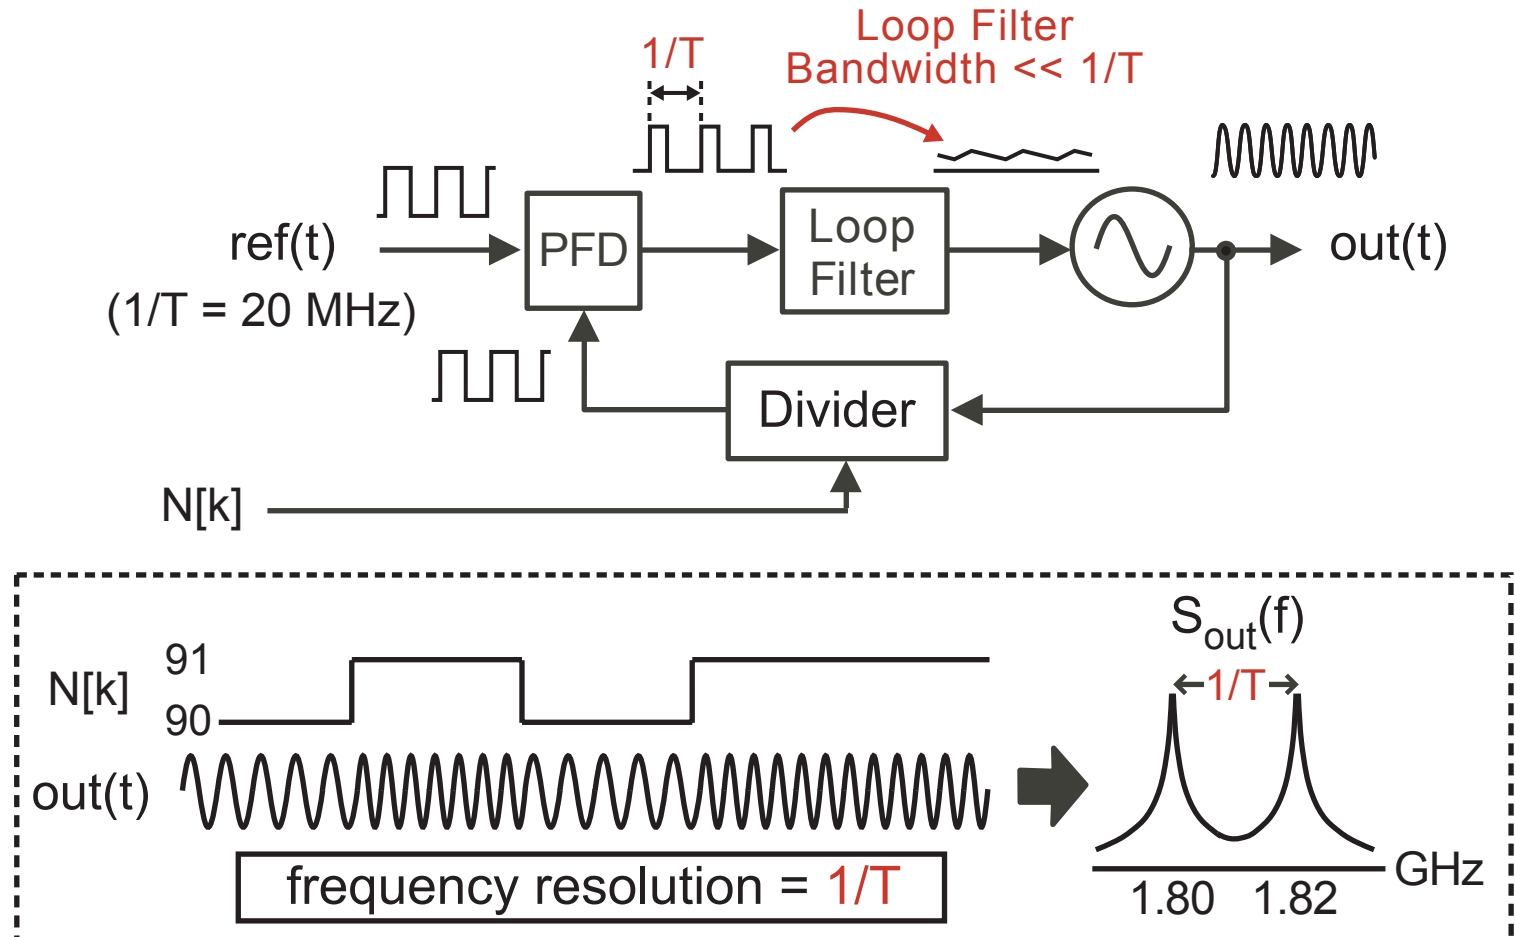 Loop Filter
Bandwidth << 1/T
1/T
ref(t)
(1/T = 20 MHz)
PFD
Loop
Filter
out(t)
Divider
N[k]
N[k]
91
90
out(t)
frequency resolution = 1/T
Sout(f)
1/T
1.80 1.82
GHz